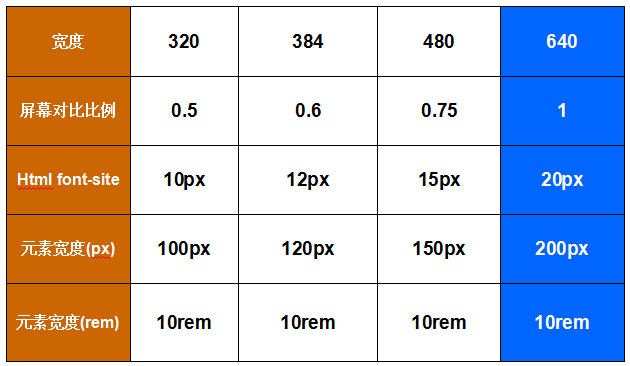 宽度 320 384 480 640
屏幕对比比例 0.5 0.6 0.75 1
Html font-site 10px 12px 15px 20px
元素宽度(px) 100px 120px 150px 200px
元素宽度(rem) 10rem 10rem 10rem 10rem